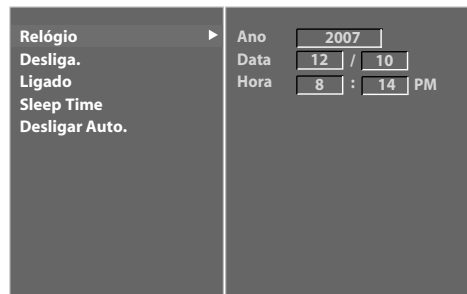 Relógio
Desliga.
Ligado
Sleep Time
Desligar Auto.
Ano 2007
Data 12 / 10
Hora 8 : 14 PM